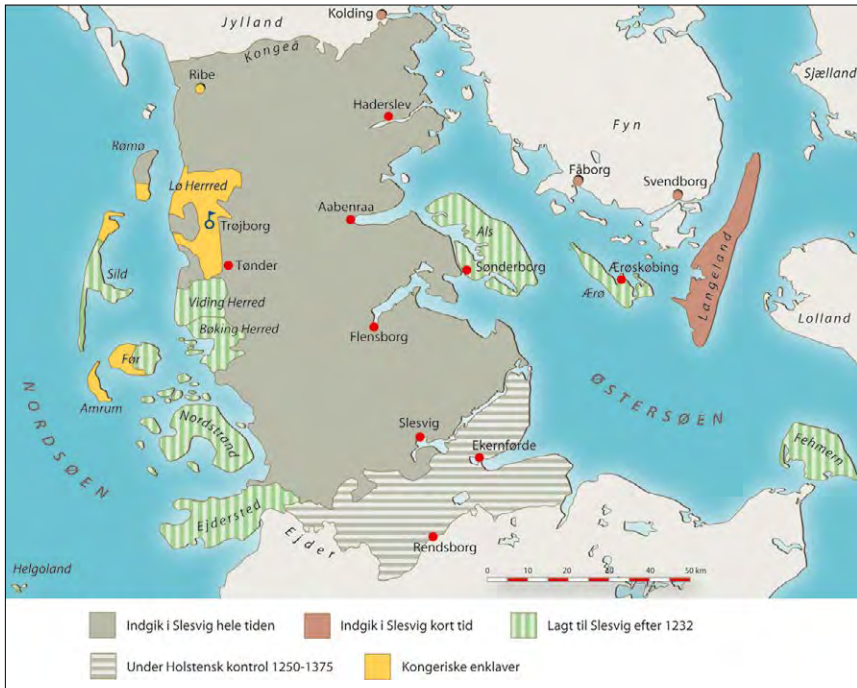 Jylland
Kolding
Kongeå
Ribe
Sjælland
Haderslev
Fyn
Rømø
Fåborg
Svendborg
Lø Herrred
Aabenraa
Trøjborg
Als
Sild
Tønder
Sønderborg
Ærøskøbing
Ærø
Langeland
Viding Herred
Bøking Herred
Flensborg
Lolland
Før
Amrum
NORDSØEN
ØSTERSØEN
Nordstrand
Slesvig
Ekernførde
Fehmern
Ejdersted
Ejder
Rendsborg
Helgoland
0 10 20 30 40 50 km
Indgik i Slesvig hele tiden
Indgik i Slesvig kort tid
Lagt til Slesvig efter 1232
Under Holstensk kontrol 1250-1375
Kongeriske enklaver